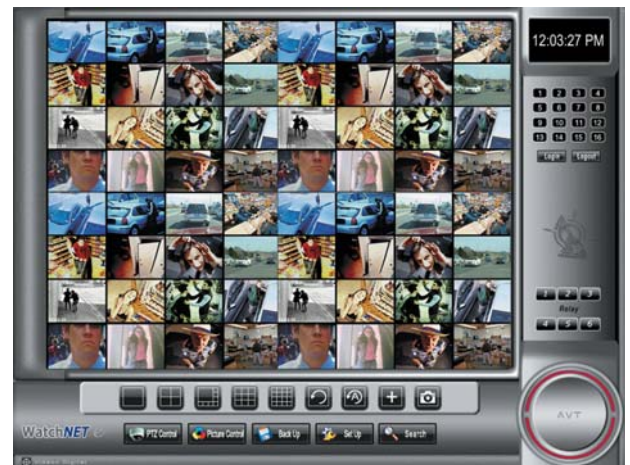 12:03:27 PM
1 2 3 4
5 6 7 8
9 10 11 12
13 14 15 16
Login Logout
1 2 3
Relay
4 5 6
AVT
WatchNET
PTZ Control Picture Control Back Up Set Up Search
Hidden Digital